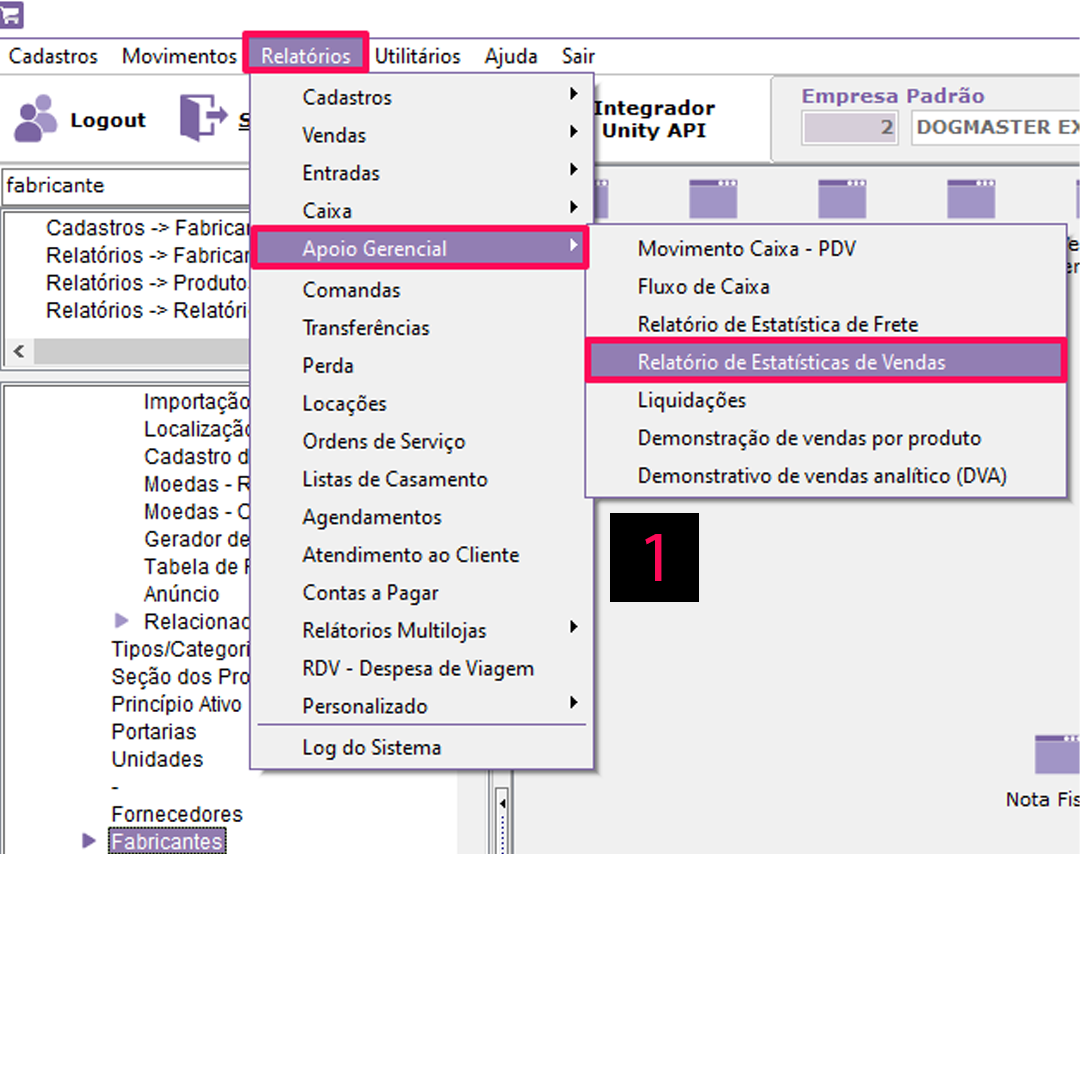 Cadastros Movimentos Relatórios Utilitários Ajuda Sair
Logout
Integrador
Unity API
Empresa Padrão
2 DOGMASTER EX
fabricante
Cadastros -> Fabrican
Relatórios -> Fabrican
Relatórios -> Produto
Relatórios -> Relatóri
Importação
Localização
Cadastro d
Moedas - R
Moedas - C
Gerador de
Tabela de
Anúncio
Relacionad
Tipos/Categori
Seção dos Pro
Princípio Ativo
Portarias
Unidades
-
Fornecedores
Fabricantes
Cadastros
Vendas
Entradas
Caixa
Apoio Gerencial
Comandas
Transferências
Perda
Locações
Ordens de Serviço
Listas de Casamento
Agendamentos
Atendimento ao Cliente
Contas a Pagar
Relátorios Multilojas
RDV - Despesa de Viagem
Personalizado
Log do Sistema
Movimento Caixa - PDV
Fluxo de Caixa
Relatório de Estatística de Frete
Relatório de Estatísticas de Vendas
Liquidações
Demonstração de vendas por produto
Demonstrativo de vendas analítico (DVA)
1
Nota Fis